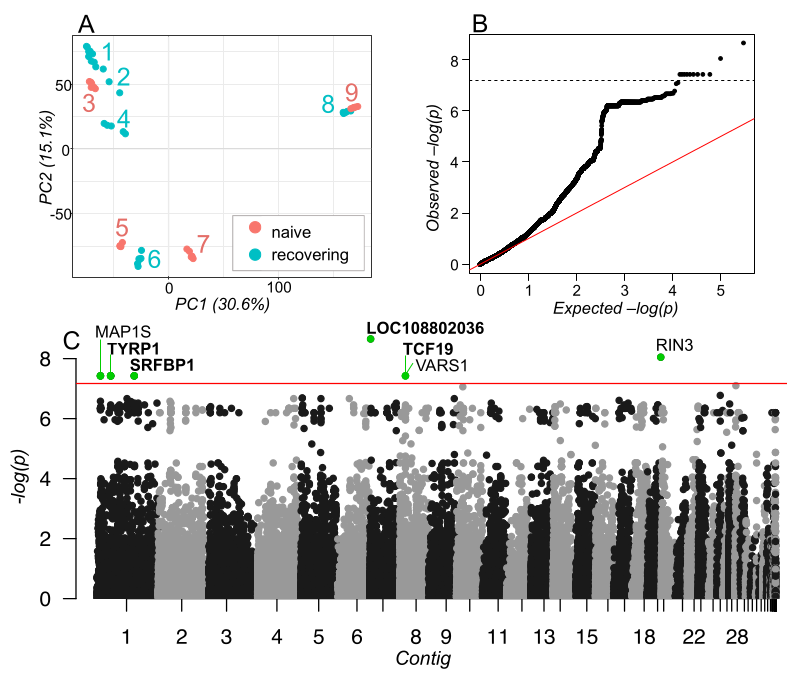 A
1
2
3
4
5
6
7
8
9
50
0
-50
0
100
PC2 (15.1%)
PC1 (30.6%)
naive
recovering
B
8
6
4
2
0
0
1
2
3
4
5
Observed –log(p)
Expected –log(p)
C
MAP1S
TYRP1
SRFBP1
LOC108802036
TCF19
VARS1
RIN3
8
6
4
2
0
-log(p)
1 2 3 4 5 6 8 9 11 13 15 18 22 28
Contig